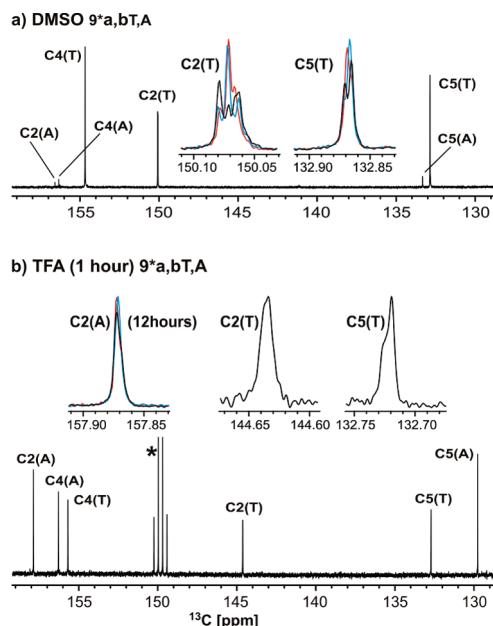 a) DMSO 9*a,bT,A
C4(T)
C2(T)
C5(T)
C2(T)
C5(T)
C4(A)
C2(A)
C5(A)
150.10 150.05
132.90 132.85
155 150 145 140 135 130
b) TFA (1 hour) 9*a,bT,A
C2(A) (12hours)
C2(T)
C5(T)
157.90 157.85
144.65 144.60
132.75 132.70
*
C2(A)
C4(A)
C4(T)
C2(T)
C5(T)
C5(A)
155 150 145 140 135 130
¹³C [ppm]